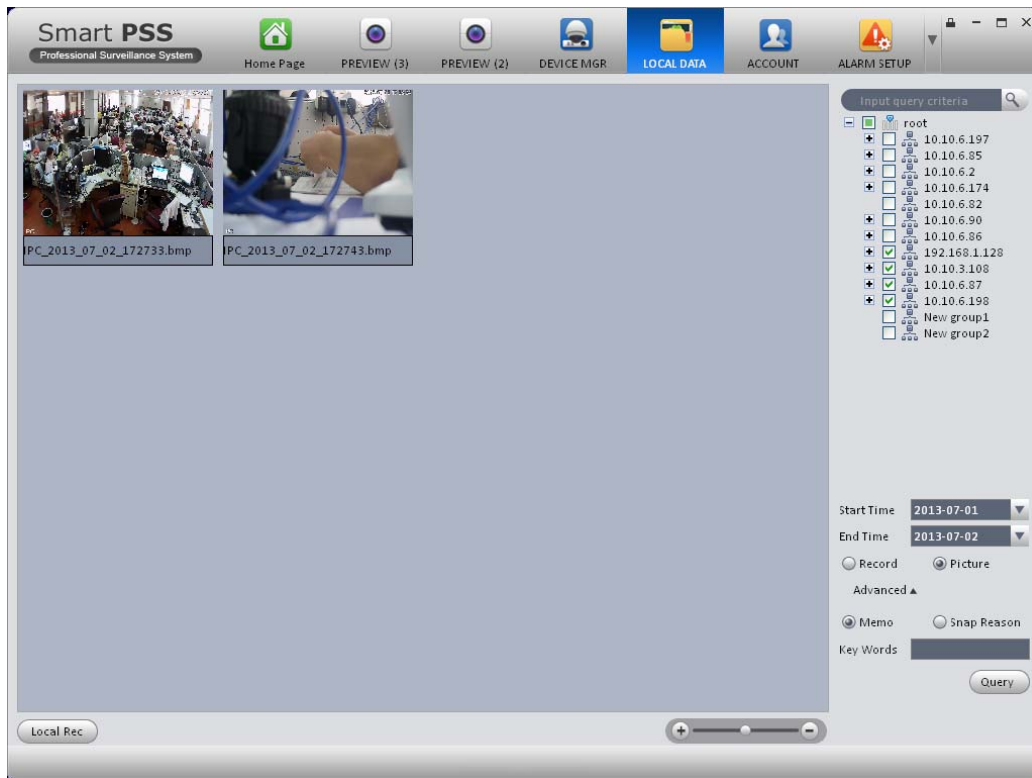 Smart PSS
Professional Surveillance System
Home Page
PREVIEW (3)
PREVIEW (2)
DEVICE MGR
LOCAL DATA
ACCOUNT
ALARM SETUP
IPC
IPC_2013_07_02_172733.bmp
IPC_2013_07_02_172743.bmp
Input query criteria
root
10.10.6.197
10.10.6.85
10.10.6.2
10.10.6.174
10.10.6.82
10.10.6.90
10.10.6.86
192.168.1.128
10.10.3.108
10.10.6.87
10.10.6.198
New group1
New group2
Start Time 2013-07-01
End Time 2013-07-02
Record Picture
Advanced
Memo Snap Reason
Key Words
Query
Local Rec